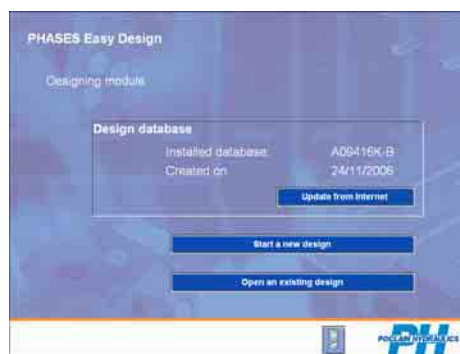 PHASES Easy Design
Designing module
Design database
Installed database: A09416K-B
Created on 24/11/2006
Update from Internet
Start a new design
Open an existing design
PH
POCLAIN HYDRAULICS